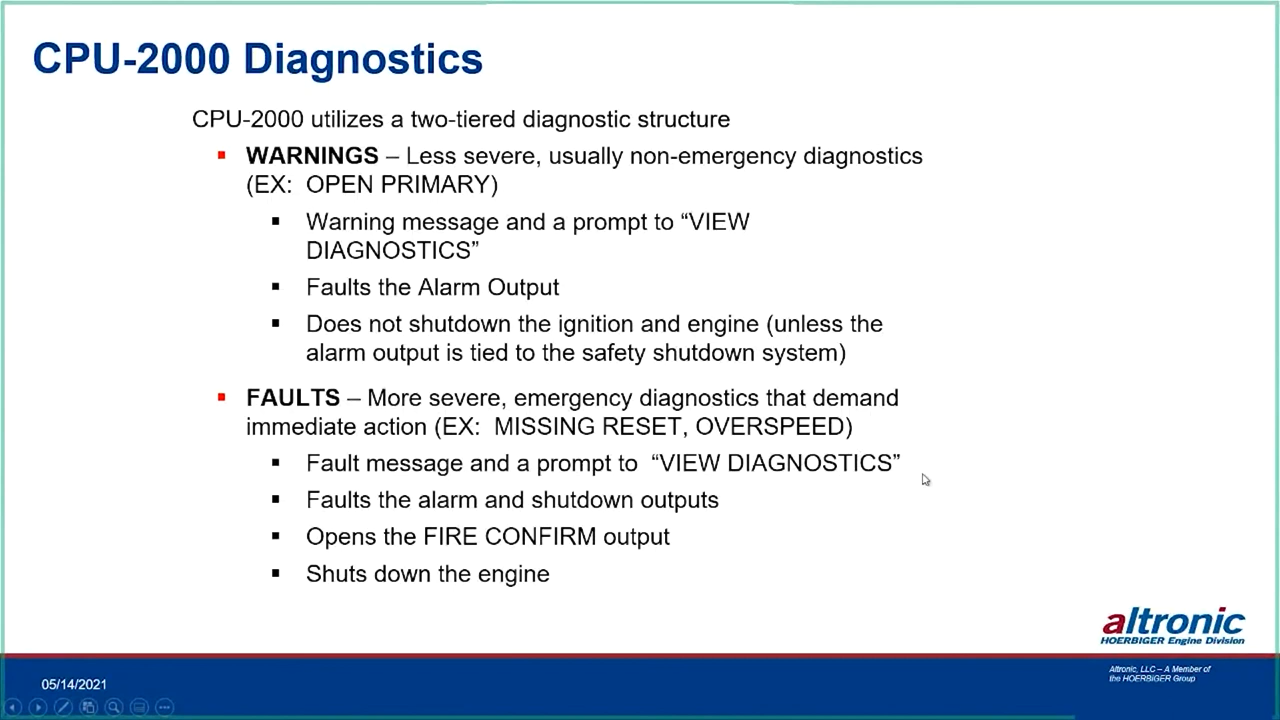 CPU-2000 Diagnostics
CPU-2000 utilizes a two-tiered diagnostic structure
WARNINGS – Less severe, usually non-emergency diagnostics
(EX:  OPEN PRIMARY)
Warning message and a prompt to “VIEW
DIAGNOSTICS”
Faults the Alarm Output
Does not shutdown the ignition and engine (unless the
alarm output is tied to the safety shutdown system)
FAULTS – More severe, emergency diagnostics that demand
immediate action (EX:  MISSING RESET, OVERSPEED)
Fault message and a prompt to  “VIEW DIAGNOSTICS”
Faults the alarm and shutdown outputs
Opens the FIRE CONFIRM output
Shuts down the engine
altronic
HOERBIGER Engine Division
Altronic, LLC – A Member of
the HOERBIGER Group
05/14/2021